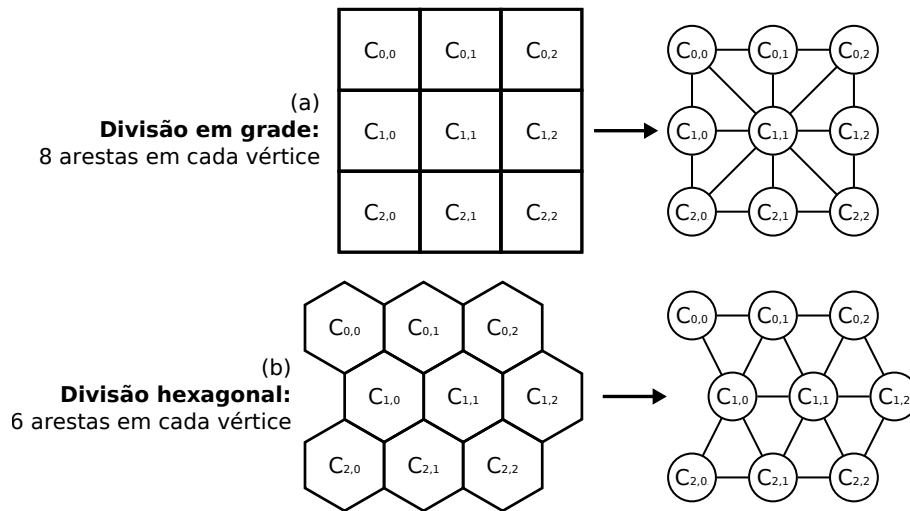 (a)
Divisão em grade:
8 arestas em cada vértice
C0,0 C0,1 C0,2
C1,0 C1,1 C1,2
C2,0 C2,1 C2,2
C0,0 C0,1 C0,2
C1,0 C1,1 C1,2
C2,0 C2,1 C2,2
(b)
Divisão hexagonal:
6 arestas em cada vértice
C0,0 C0,1 C0,2
C1,0 C1,1 C1,2
C2,0 C2,1 C2,2
C0,0 C0,1 C0,2
C1,0 C1,1 C1,2
C2,0 C2,1 C2,2